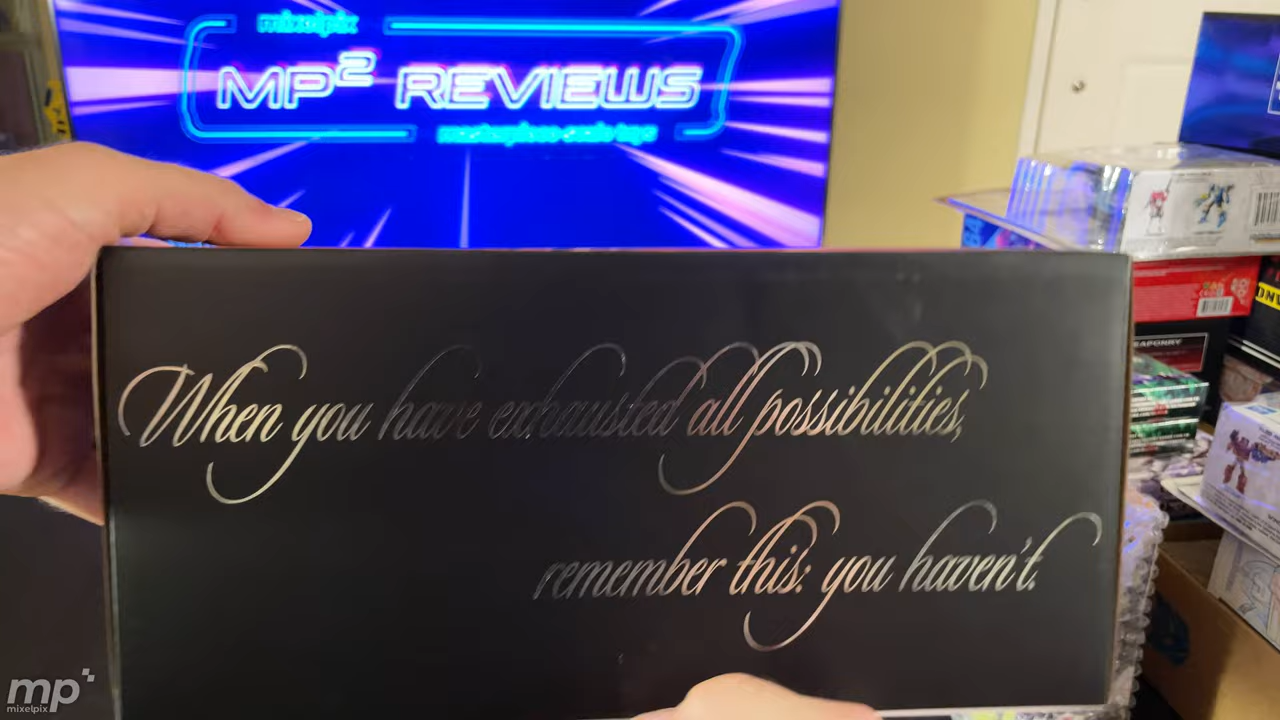 mixelpix
MP² REVIEWS
When you have exhausted all possibilities,
remember this: you haven't.
mp
mixelpix